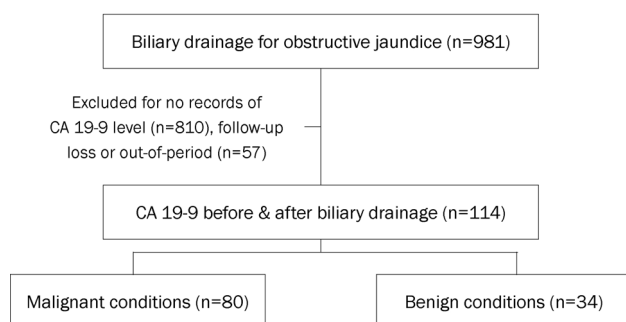 Biliary drainage for obstructive jaundice (n=981)
Excluded for no records of
CA 19-9 level (n=810), follow-up
loss or out-of-period (n=57)
CA 19-9 before & after biliary drainage (n=114)
Malignant conditions (n=80)
Benign conditions (n=34)